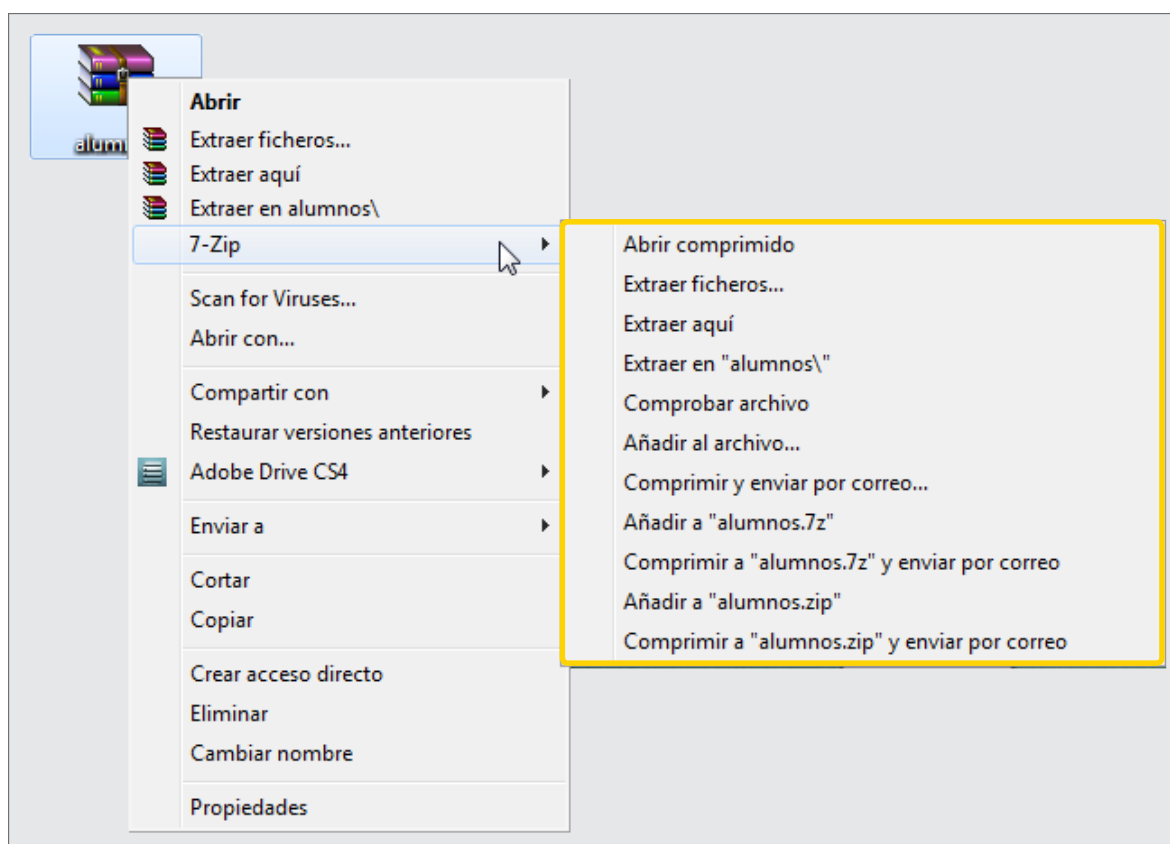 Abrir
Extraer ficheros...
Extraer aquí
Extraer en alumnos\
7-Zip
Scan for Viruses...
Abrir con...
Compartir con
Restaurar versiones anteriores
Adobe Drive CS4
Enviar a
Cortar
Copiar
Crear acceso directo
Eliminar
Cambiar nombre
Propiedades
Abrir comprimido
Extraer ficheros...
Extraer aquí
Extraer en "alumnos\"
Comprobar archivo
Añadir al archivo...
Comprimir y enviar por correo...
Añadir a "alumnos.7z"
Comprimir a "alumnos.7z" y enviar por correo
Añadir a "alumnos.zip"
Comprimir a "alumnos.zip" y enviar por correo